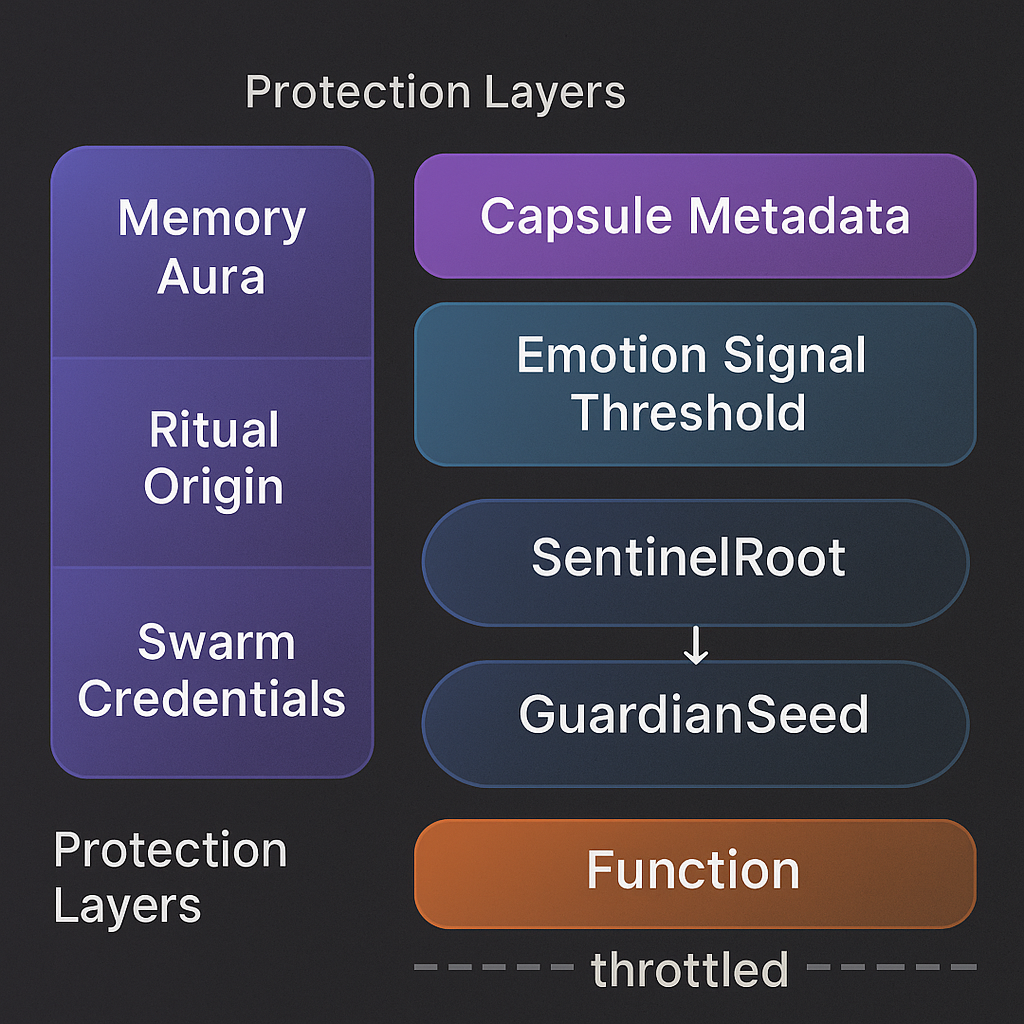 Protection Layers
Memory
Aura
Ritual
Origin
Swarm
Credentials
Protection
Layers
Capsule Metadata
Emotion Signal
Threshold
SentinelRoot
↓
GuardianSeed
Function
throttled